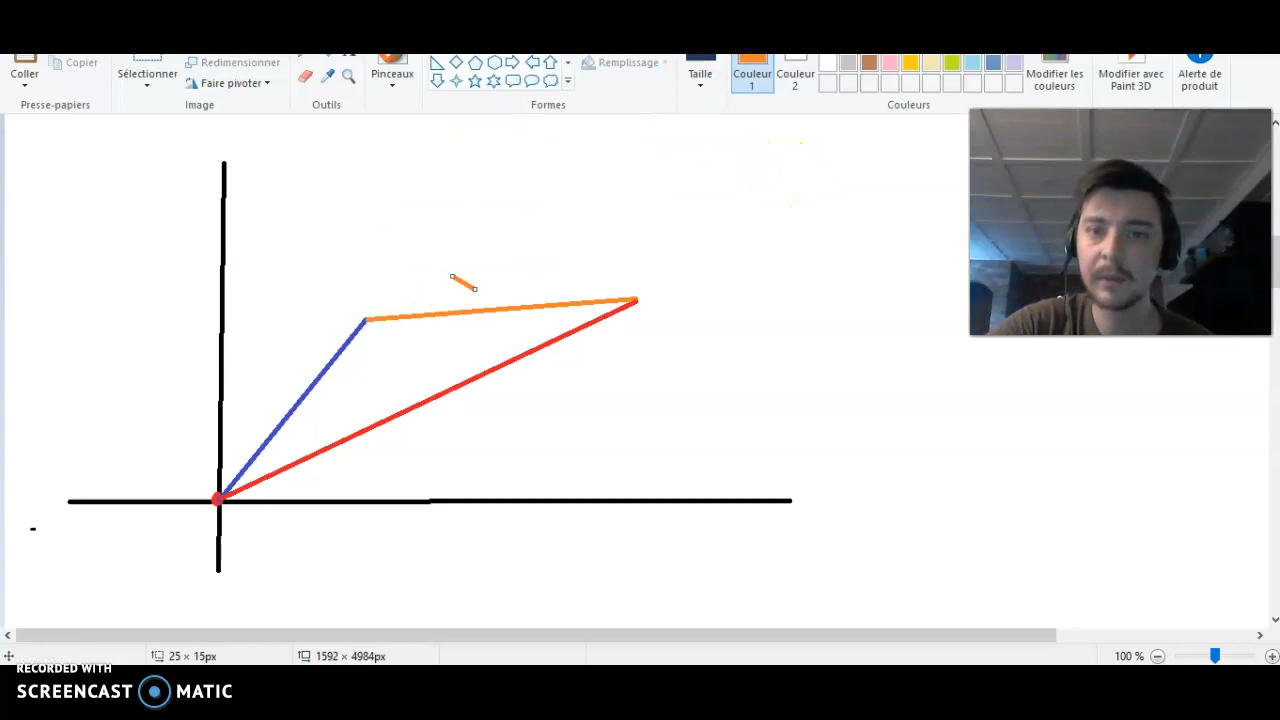 Coller
Copier
Presse-papiers
Sélectionner
Redimensionner
Faire pivoter
Image
Outils
Pinceaux
Formes
Remplissage
Taille
Couleur
1
Couleur
2
Couleurs
Modifier les
couleurs
Modifier avec
Paint 3D
Alerte de
produit
25 × 15px
1592 × 4984px
100 %
RECORDED WITH
SCREENCAST MATIC